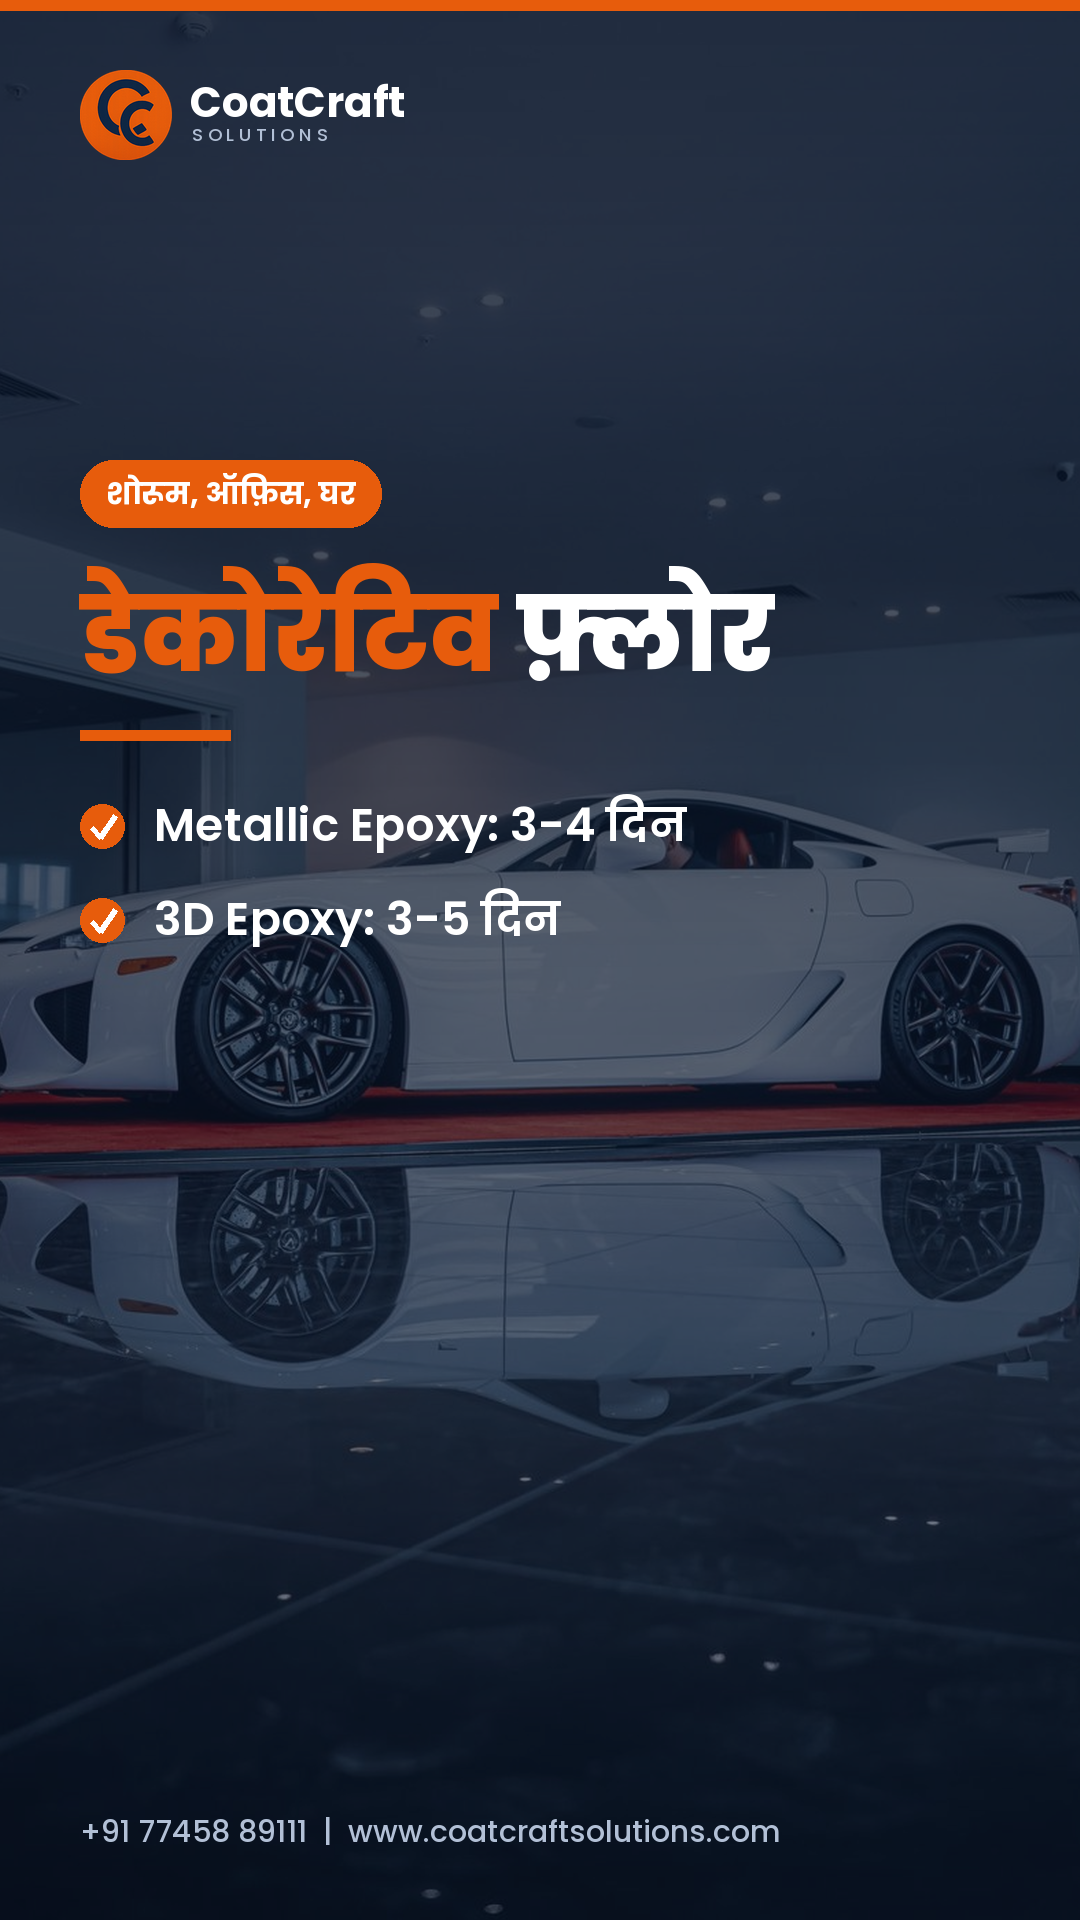 CoatCraft
SOLUTIONS
शोरूम, ऑफ़िस, घर
डेकोरेटिव फ़्लोर
Metallic Epoxy: 3-4 दिन
3D Epoxy: 3-5 दिन
+91 77458 89111 | www.coatcraftsolutions.com